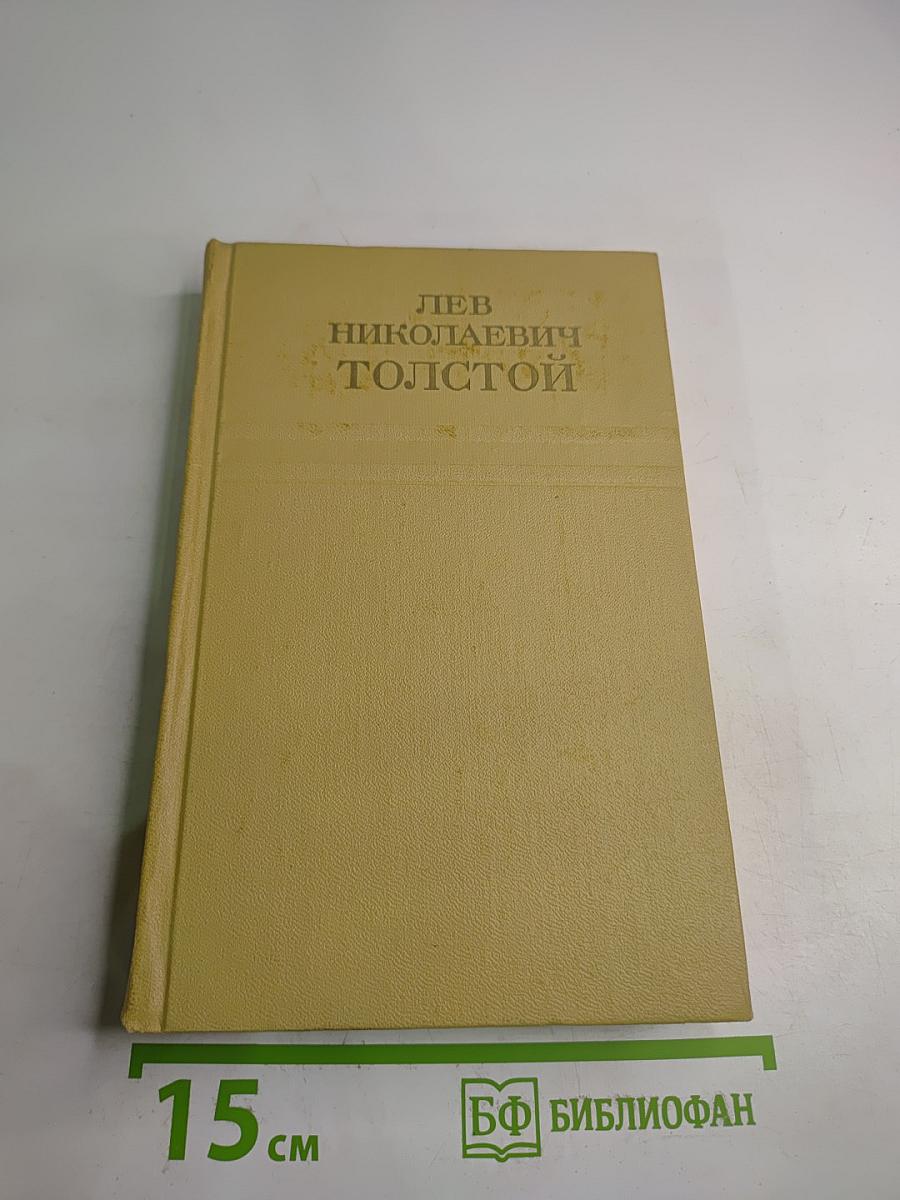 ЛЕВ
НИКОЛАЕВИЧ
ТОЛСТОЙ
15 см
БФ БИБЛИОФАН